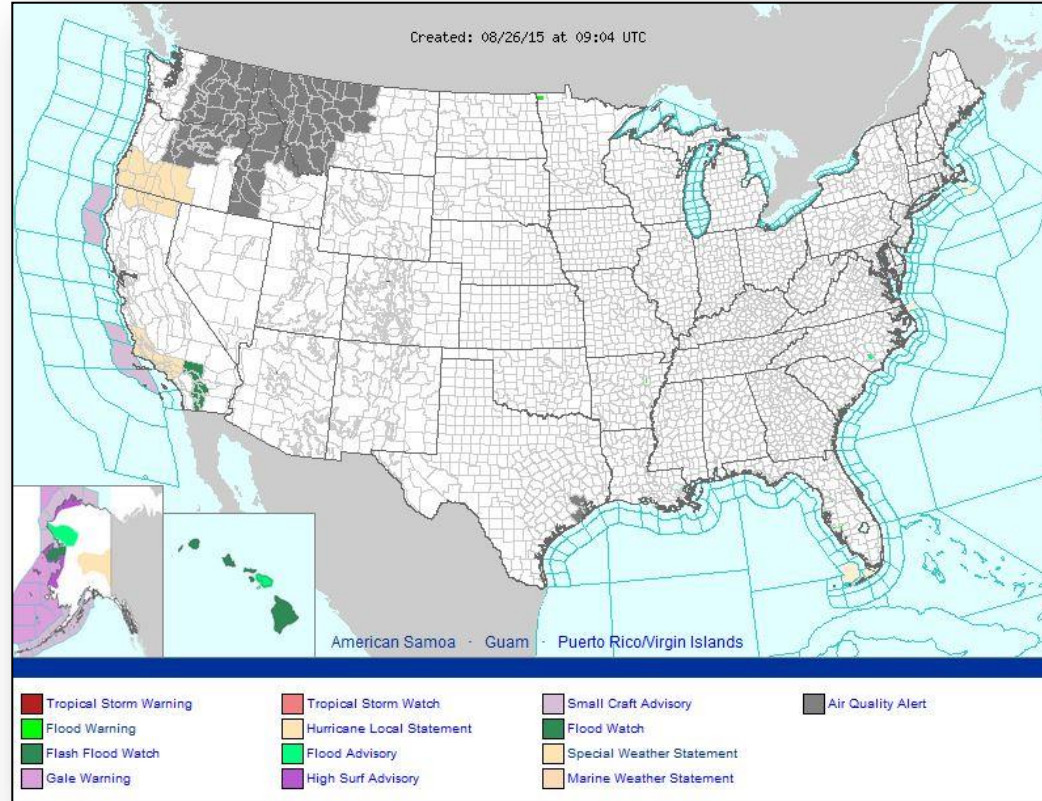 Created: 08/26/15 at 09:04 UTC
American Samoa · Guam · Puerto Rico/Virgin Islands
Tropical Storm Warning
Tropical Storm Watch
Small Craft Advisory
Air Quality Alert
Flood Warning
Hurricane Local Statement
Flood Watch
Flash Flood Watch
Flood Advisory
Special Weather Statement
Gale Warning
High Surf Advisory
Marine Weather Statement